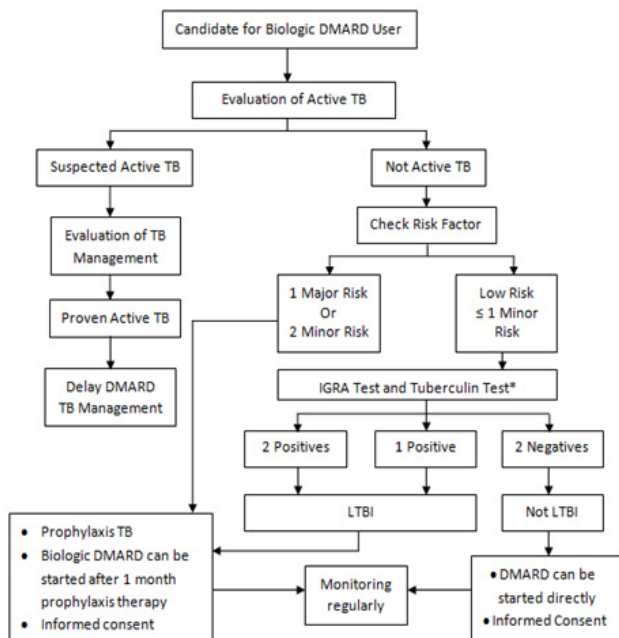 Candidate for Biologic DMARD User
Evaluation of Active TB
Suspected Active TB
Not Active TB
Evaluation of TB
Management
Check Risk Factor
Proven Active TB
1 Major Risk
Or
2 Minor Risk
Low Risk
≤ 1 Minor
Risk
Delay DMARD
TB Management
IGRA Test and Tuberculin Test*
2 Positives
1 Positive
2 Negatives
LTBI
Not LTBI
• Prophylaxis TB
• Biologic DMARD can be
started after 1 month
prophylaxis therapy
• Informed consent
Monitoring
regularly
• DMARD can be
started directly
• Informed Consent